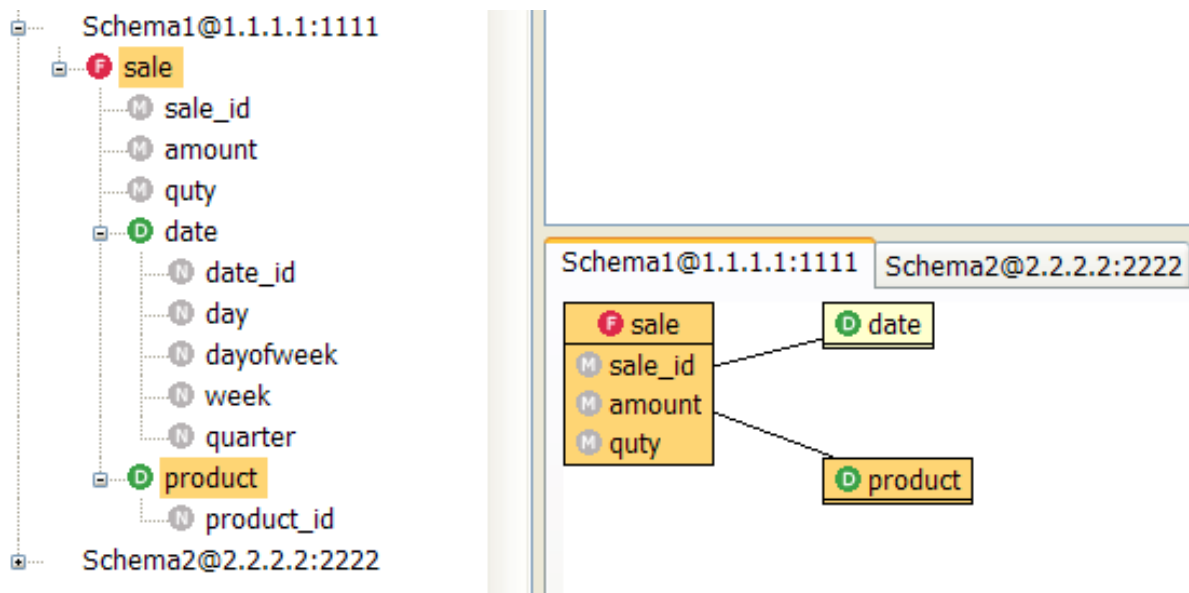 Schema1@1.1.1.1:1111
F sale
M sale_id
M amount
M quty
D date
N date_id
N day
N dayofweek
N week
N quarter
D product
N product_id
Schema2@2.2.2.2:2222
Schema1@1.1.1.1:1111 Schema2@2.2.2.2:2222
F sale
M sale_id
M amount
M quty
D date
D product